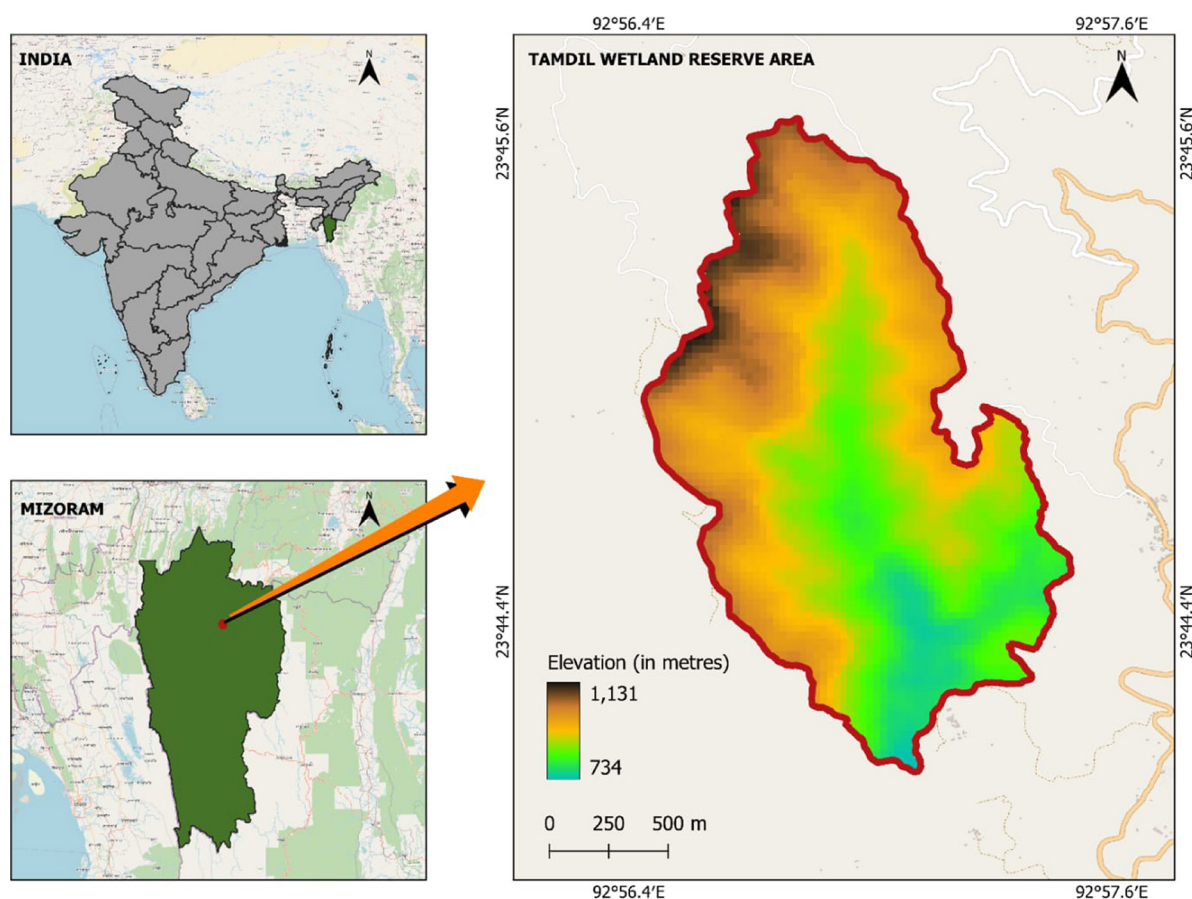 INDIA
N
MIZORAM
N
TAMDIL WETLAND RESERVE AREA
N
92°56.4′E
92°57.6′E
23°45.6′N
23°45.6′N
23°44.4′N
23°44.4′N
Elevation (in metres)
1,131
734
0 250 500 m
92°56.4′E
92°57.6′E